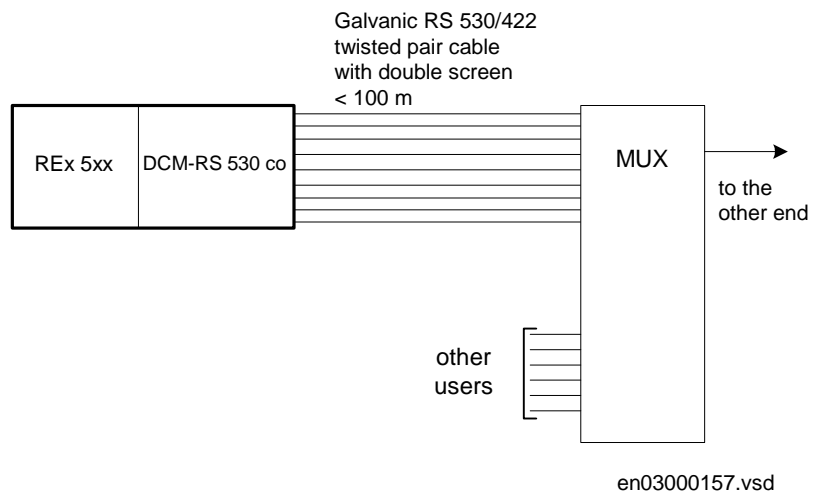 Galvanic RS 530/422
twisted pair cable
with double screen
< 100 m
REx 5xx
DCM-RS 530 co
MUX
to the
other end
other
users
en03000157.vsd